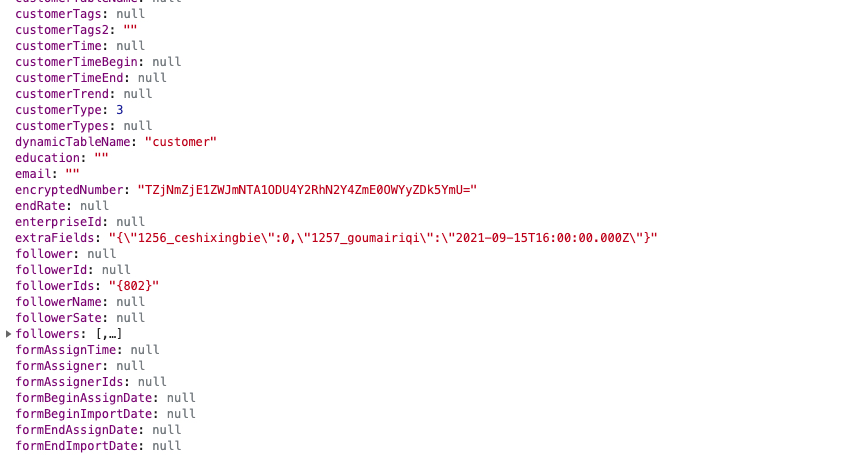 customerTags: null
customerTags2: ""
customerTime: null
customerTimeBegin: null
customerTimeEnd: null
customerTrend: null
customerType: 3
customerTypes: null
dynamicTableName: "customer"
education: ""
email: ""
encryptedNumber: "TZjNmZjE1ZWJmNTA1ODU4Y2RhN2Y4ZmE0OWYyZDk5YmU="
endRate: null
enterpriseId: null
extraFields: "{\"1256_ceshixingbie\":0,\"1257_goumairiqi\":\"2021-09-15T16:00:00.000Z\"}"
follower: null
followerId: null
followerIds: "{802}"
followerName: null
followerSate: null
followers: [,…]
formAssignTime: null
formAssigner: null
formAssignerIds: null
formBeginAssignDate: null
formBeginImportDate: null
formEndAssignDate: null
formEndImportDate: null